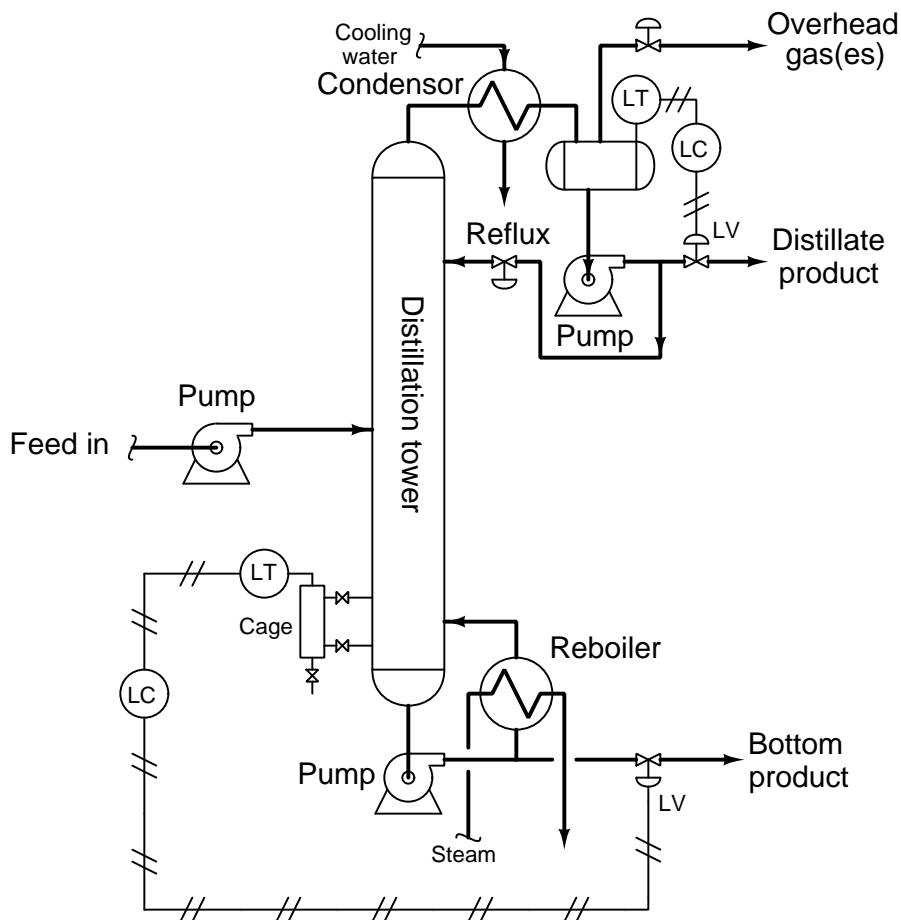 Cooling
water
Condensor
Overhead
gas(es)
LT
LC
LV
Reflux
Distillate
product
Pump
Distillation tower
Pump
Feed in
LT
Cage
LC
Reboiler
Pump
Steam
LV
Bottom
product